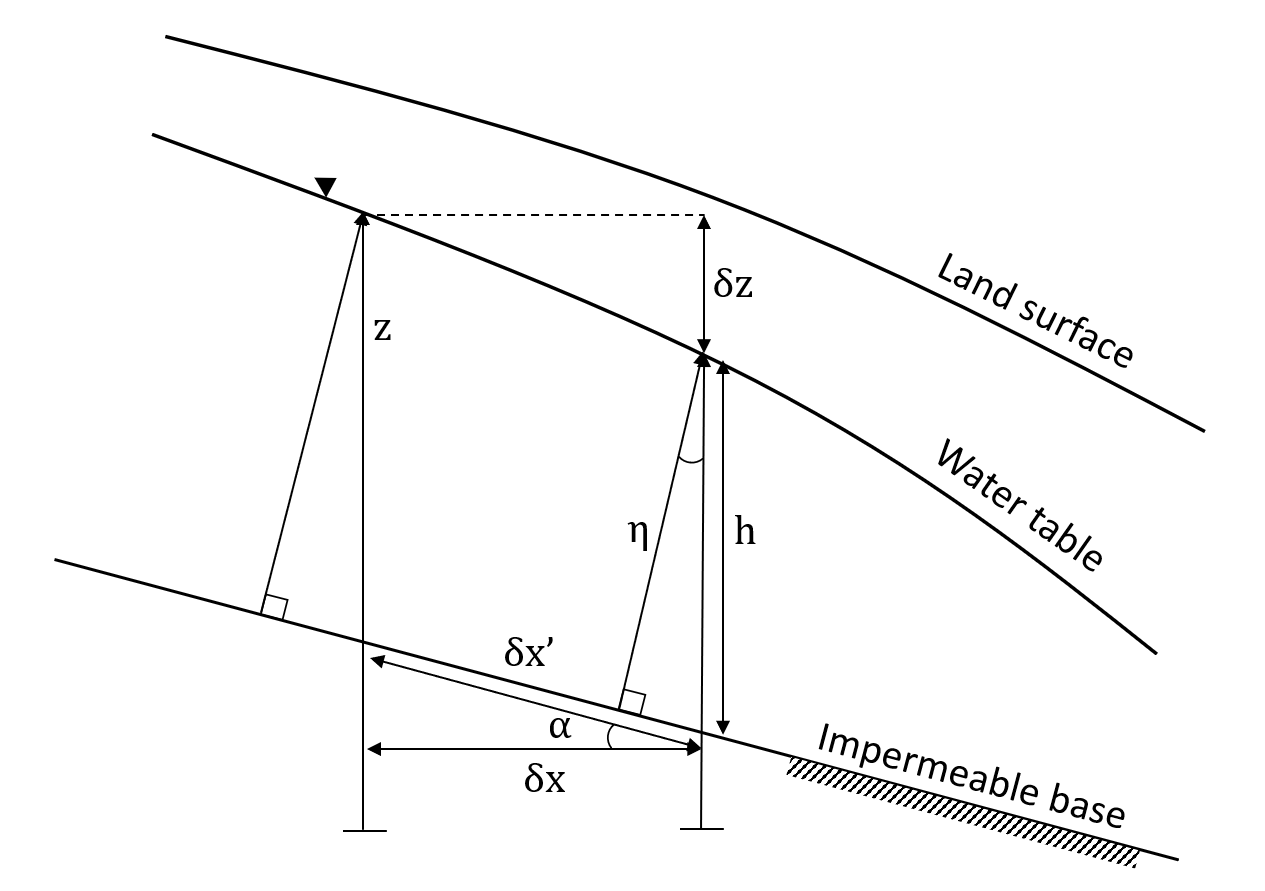 Land surface
δz
z
Water table
η
h
δx’
α
δx
Impermeable base